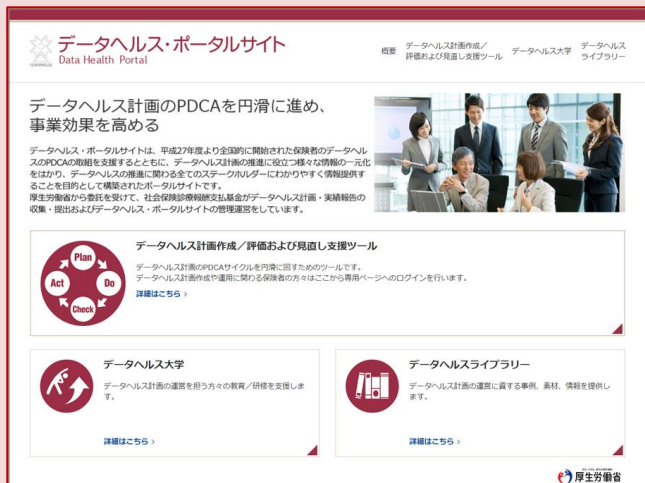 データヘルス・ポータルサイト
Data Health Portal
概要
データヘルス計画作成／
評価および見直し支援ツール
データヘルス大学
データヘルス
ライブラリー
データヘルス計画のPDCAを円滑に進め、
事業効果を高める
データヘルス・ポータルサイトは、平成27年度より全国的に開始された保険者のデータヘル
スのPDCAの取組を支援するとともに、データヘルス計画の推進に役立つ様々な情報の一元化
をはかり、データヘルスの推進に関わる全てのステークホルダーにわかりやすく情報提供す
ることを目的として構築されたポータルサイトです。
厚生労働省から委託を受けて、社会保険診療報酬支払基金がデータヘルス計画・実績報告の
収集・提出およびデータヘルス・ポータルサイトの管理運営をしています。
Plan
Do
Check
Act
データヘルス計画作成／評価および見直し支援ツール
データヘルス計画のPDCAサイクルを円滑に回すためのツールです。
データヘルス計画作成や運用に関わる保険者の方々はここから専用ページへのログインを行います。
詳細はこちら ›
データヘルス大学
データヘルス計画の運営を担う方々の教育／研修を支援しま
す。
詳細はこちら ›
データヘルスライブラリー
データヘルス計画の運営に資する事例、素材、情報を提供し
ます。
詳細はこちら ›
厚生労働省